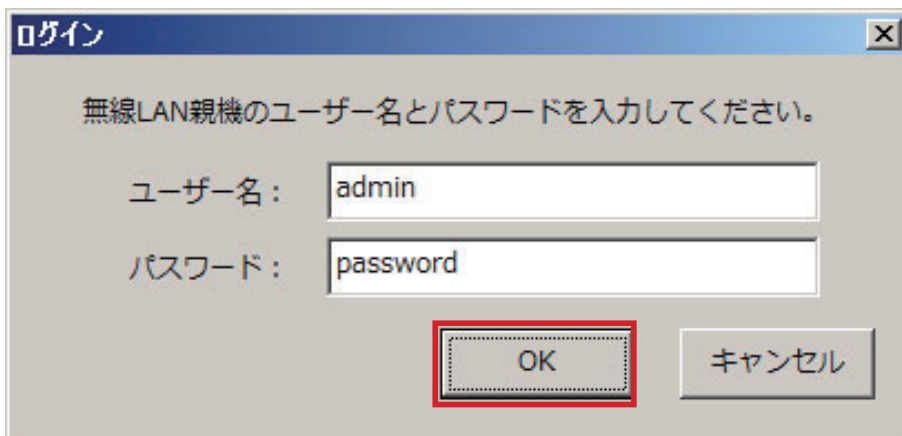 ログイン
無線LAN親機のユーザー名とパスワードを入力してください。
ユーザー名： admin
パスワード： password
OK キャンセル